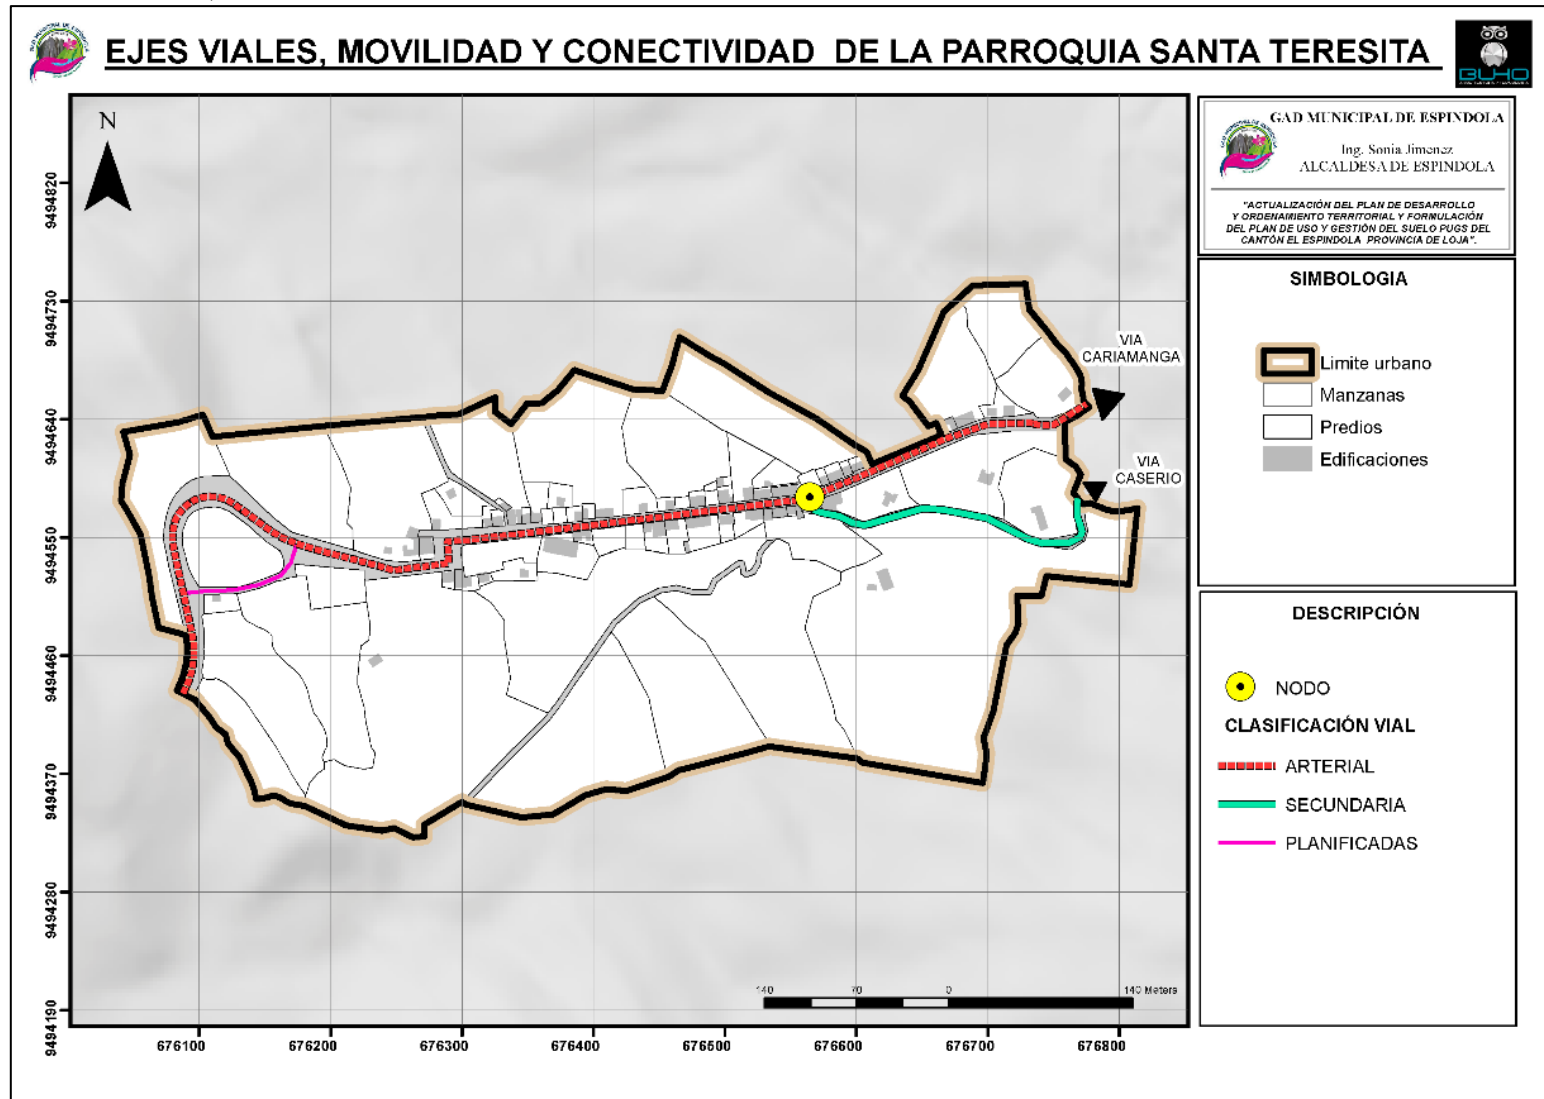 EJES VIALES, MOVILIDAD Y CONECTIVIDAD DE LA PARROQUIA SANTA TERESITA
BUHO
GAD MUNICIPAL DE ESPINDOLA
Ing. Sonia Jimenez
ALCALDESA DE ESPINDOLA
"ACTUALIZACIÓN DEL PLAN DE DESARROLLO
Y ORDENAMIENTO TERRITORIAL Y FORMULACIÓN
DEL PLAN DE USO Y GESTIÓN DEL SUELO PUGS DEL
CANTÓN EL ESPINDOLA PROVINCIA DE LOJA".
SIMBOLOGIA
Limite urbano
Manzanas
Predios
Edificaciones
DESCRIPCIÓN
NODO
CLASIFICACIÓN VIAL
ARTERIAL
SECUNDARIA
PLANIFICADAS
N
VIA
CARIAMANGA
VIA
CASERIO
9494820
9494730
9494640
9494550
9494460
9494370
9494280
9494190
140 70 0 140 Meters
676100 676200 676300 676400 676500 676600 676700 676800